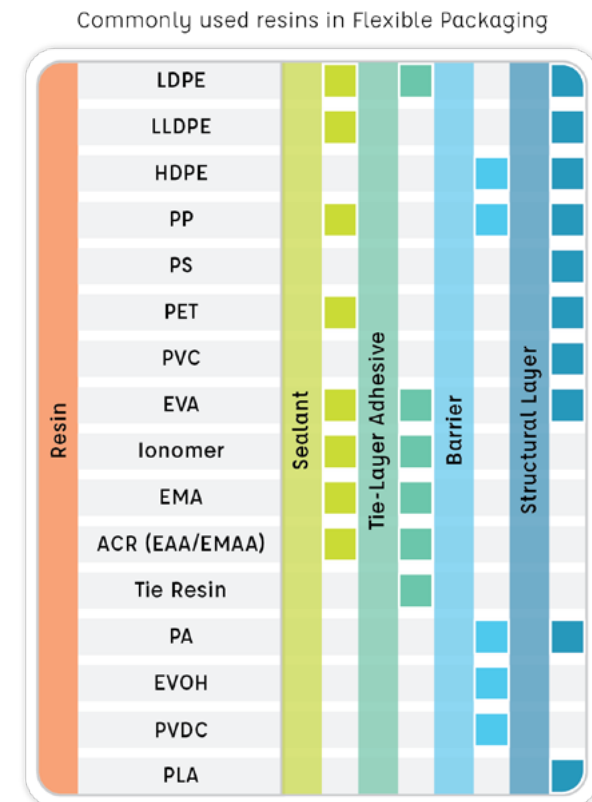 Commonly used resins in Flexible Packaging
Resin
LDPE
LLDPE
HDPE
PP
PS
PET
PVC
EVA
Ionomer
EMA
ACR (EAA/EMAA)
Tie Resin
PA
EVOH
PVDC
PLA
Sealant
Tie-Layer Adhesive
Barrier
Structural Layer